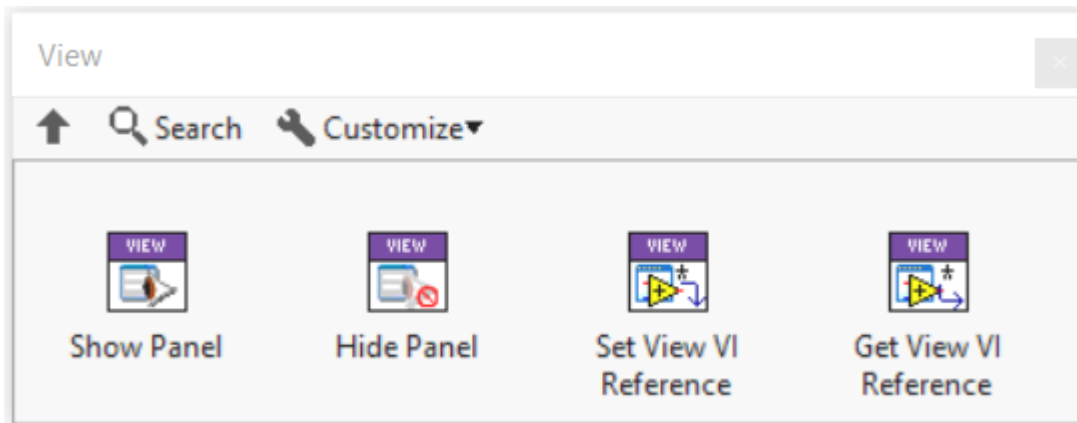 View
Search Customize
VIEW VIEW VIEW VIEW
Show Panel Hide Panel Set View VI Get View VI
Reference Reference